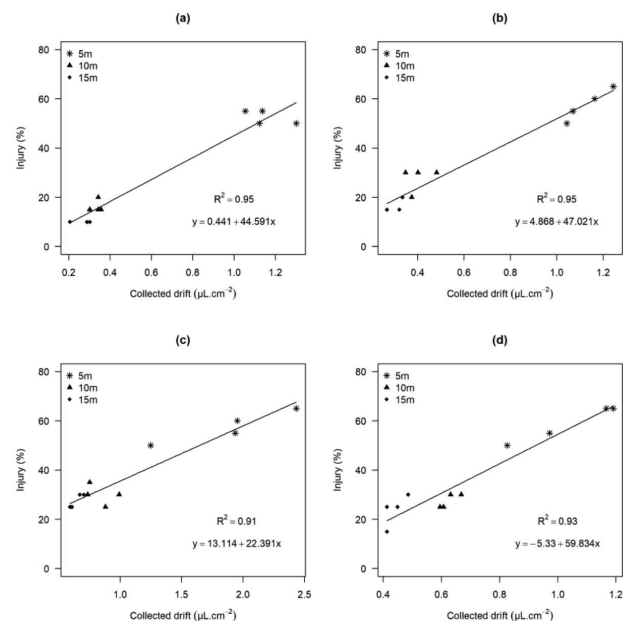 (a)
80
60
40
20
0
Injury (%)
5m
10m
15m
R² = 0.95
y = 0.441 + 44.591x
0.2 0.4 0.6 0.8 1.0 1.2
Collected drift (µL.cm⁻²)
(b)
80
60
40
20
0
Injury (%)
5m
10m
15m
R² = 0.95
y = 4.868 + 47.021x
0.4 0.6 0.8 1.0 1.2
Collected drift (µL.cm⁻²)
(c)
80
60
40
20
0
Injury (%)
5m
10m
15m
R² = 0.91
y = 13.114 + 22.391x
1.0 1.5 2.0 2.5
Collected drift (µL.cm⁻²)
(d)
80
60
40
20
0
Injury (%)
5m
10m
15m
R² = 0.93
y = −5.33 + 59.834x
0.4 0.6 0.8 1.0 1.2
Collected drift (µL.cm⁻²)